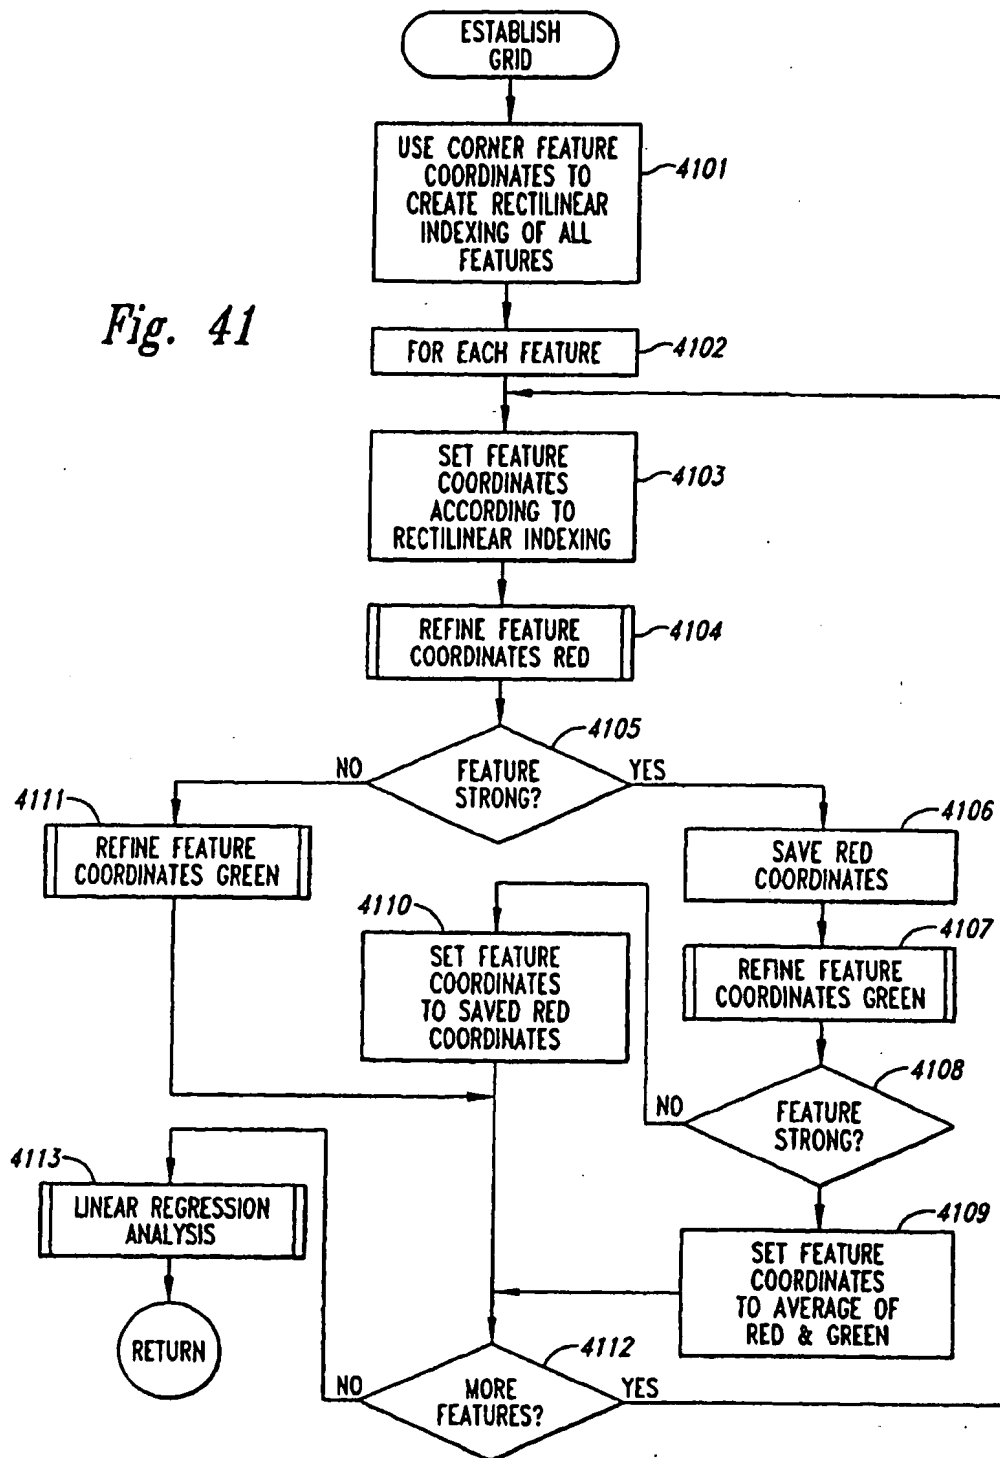 ESTABLISH
GRID
USE CORNER FEATURE
COORDINATES TO
CREATE RECTILINEAR
INDEXING OF ALL
FEATURES
4101
Fig. 41
FOR EACH FEATURE
4102
SET FEATURE
COORDINATES
ACCORDING TO
RECTILINEAR INDEXING
4103
REFINE FEATURE
COORDINATES RED
4104
4105
NO
FEATURE
STRONG?
YES
4111
REFINE FEATURE
COORDINATES GREEN
4106
SAVE RED
COORDINATES
4110
SET FEATURE
COORDINATES
TO SAVED RED
COORDINATES
4107
REFINE FEATURE
COORDINATES GREEN
4108
NO
FEATURE
STRONG?
4113
LINEAR REGRESSION
ANALYSIS
4109
SET FEATURE
COORDINATES
TO AVERAGE OF
RED & GREEN
RETURN
4112
NO
MORE
FEATURES?
YES